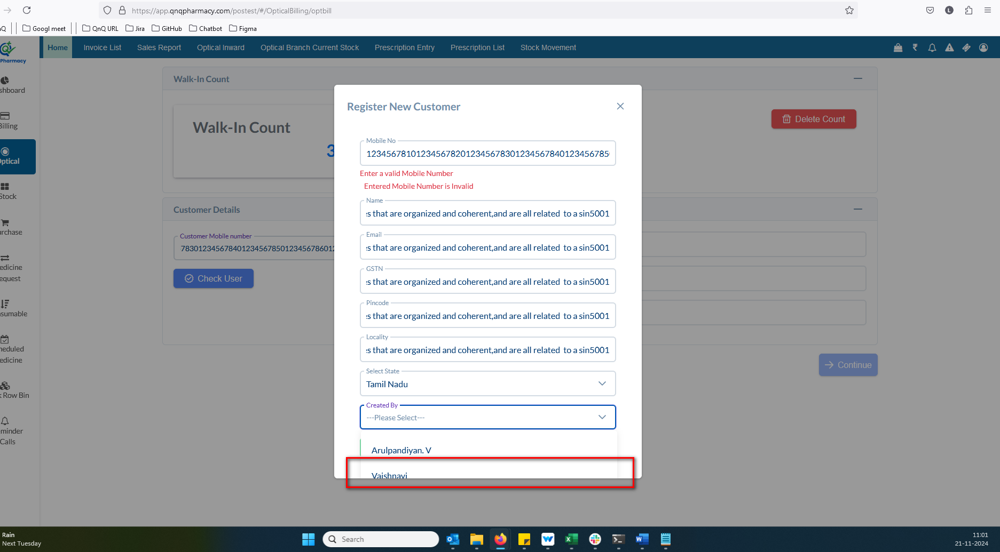 https://app.qnqpharmacy.com/postest/#/OpticalBilling/optbill
L
Googl meet
QnQ URL
Jira
GitHub
Chatbot
Figma
Pharmacy
Home
Invoice List
Sales Report
Optical Inward
Optical Branch Current Stock
Prescription Entry
Prescription List
Stock Movement
shboard
Billing
Optical
Stock
urchase
edicine
equest
sumable
heduled
edicine
k Row Bin
minder
Calls
Walk-In Count
Walk-In Count
3
Delete Count
Customer Details
Customer Mobile number
783012345678401234567850123456786012
Check User
Continue
Register New Customer
Mobile No
1234567810123456782012345678301234567840123456785
Enter a valid Mobile Number
Entered Mobile Number is Invalid
Name
s that are organized and coherent,and are all related to a sin5001
Email
s that are organized and coherent,and are all related to a sin5001
GSTN
s that are organized and coherent,and are all related to a sin5001
Pincode
s that are organized and coherent,and are all related to a sin5001
Locality
s that are organized and coherent,and are all related to a sin5001
Select State
Tamil Nadu
Created By
---Please Select---
Arulpandiyan. V
Vaishnavi
Rain
Next Tuesday
Search
11:01
21-11-2024